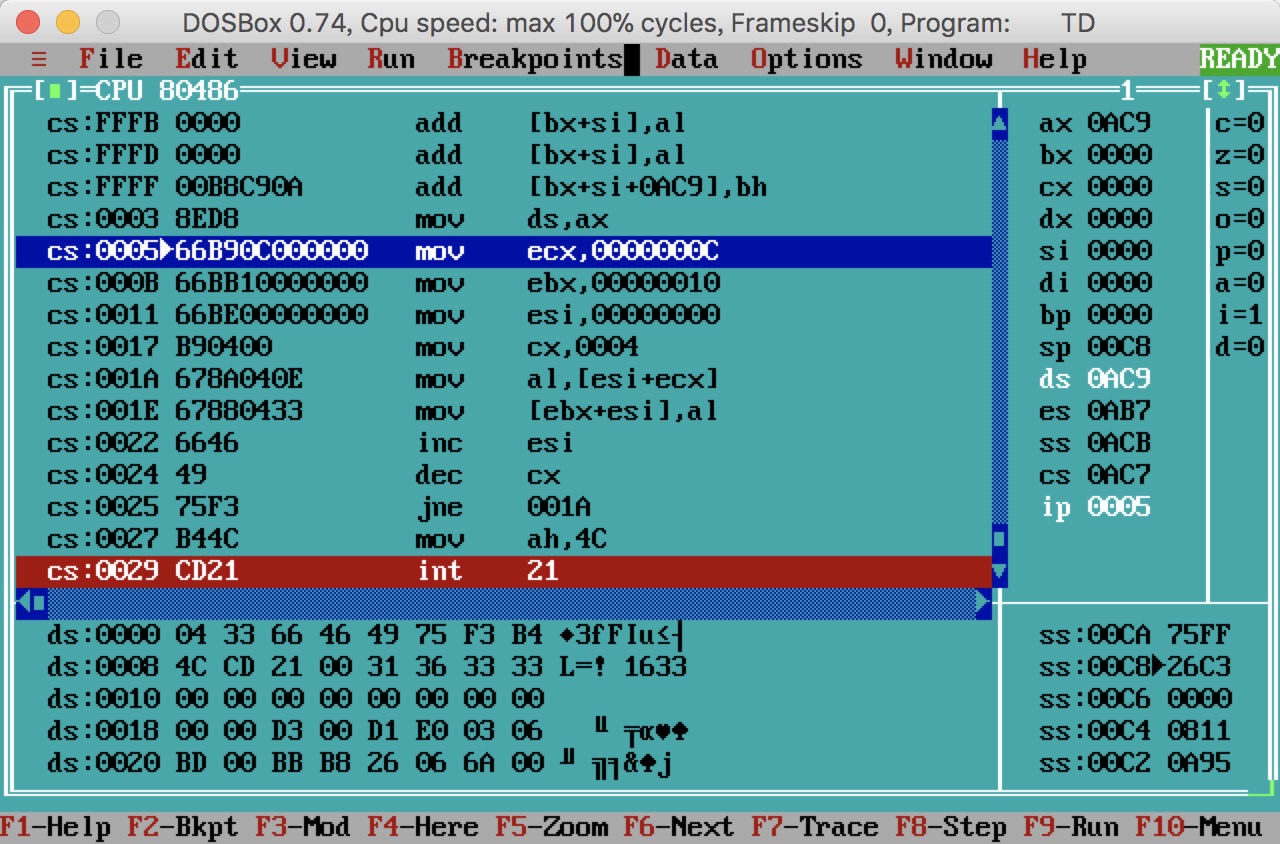 DOSBox 0.74, Cpu speed: max 100% cycles, Frameskip 0, Program: TD
≡ File Edit View Run Breakpoints Data Options Window Help READY
[■]=CPU 80486 1 [↕]
cs:FFFB 0000 add [bx+si],al
cs:FFFD 0000 add [bx+si],al
cs:FFFF 00B8C90A add [bx+si+0AC9],bh
cs:0003 8ED8 mov ds,ax
cs:0005►66B90C000000 mov ecx,0000000C
cs:000B 66BB10000000 mov ebx,00000010
cs:0011 66BE00000000 mov esi,00000000
cs:0017 B90400 mov cx,0004
cs:001A 678A040E mov al,[esi+ecx]
cs:001E 67880433 mov [ebx+esi],al
cs:0022 6646 inc esi
cs:0024 49 dec cx
cs:0025 75F3 jne 001A
cs:0027 B44C mov ah,4C
cs:0029 CD21 int 21
ax 0AC9 c=0
bx 0000 z=0
cx 0000 s=0
dx 0000 o=0
si 0000 p=0
di 0000 a=0
bp 0000 i=1
sp 00C8 d=0
ds 0AC9
es 0AB7
ss 0ACB
cs 0AC7
ip 0005
ds:0000 04 33 66 46 49 75 F3 B4 ♦3fFIu≤┤
ds:0008 4C CD 21 00 31 36 33 33 L=! 1633
ds:0010 00 00 00 00 00 00 00 00
ds:0018 00 00 D3 00 D1 E0 03 06 ╙ ╤α♥♠
ds:0020 BD 00 BB B8 26 06 6A 00 ╜ ╗╕&♠j
ss:00CA 75FF
ss:00C8►26C3
ss:00C6 0000
ss:00C4 0811
ss:00C2 0A95
F1-Help F2-Bkpt F3-Mod F4-Here F5-Zoom F6-Next F7-Trace F8-Step F9-Run F10-Menu